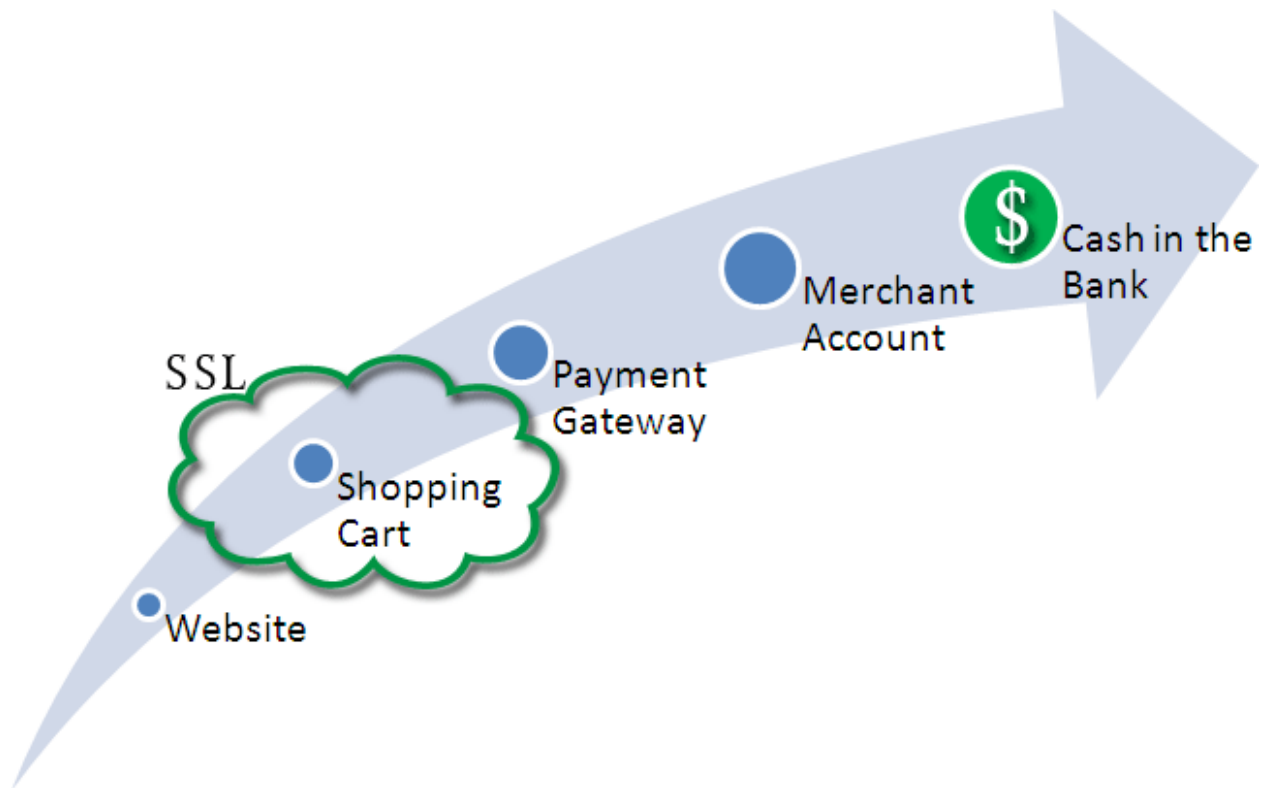 SSL
Website
Shopping
Cart
Payment
Gateway
Merchant
Account
$
Cash in the
Bank